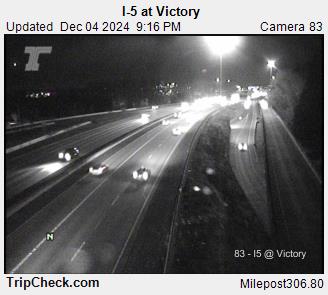 I-5 at Victory
Updated Dec 04 2024 9:16 PM Camera 83
T
N
83 - I5 @ Victory
TripCheck.com Milepost306.80